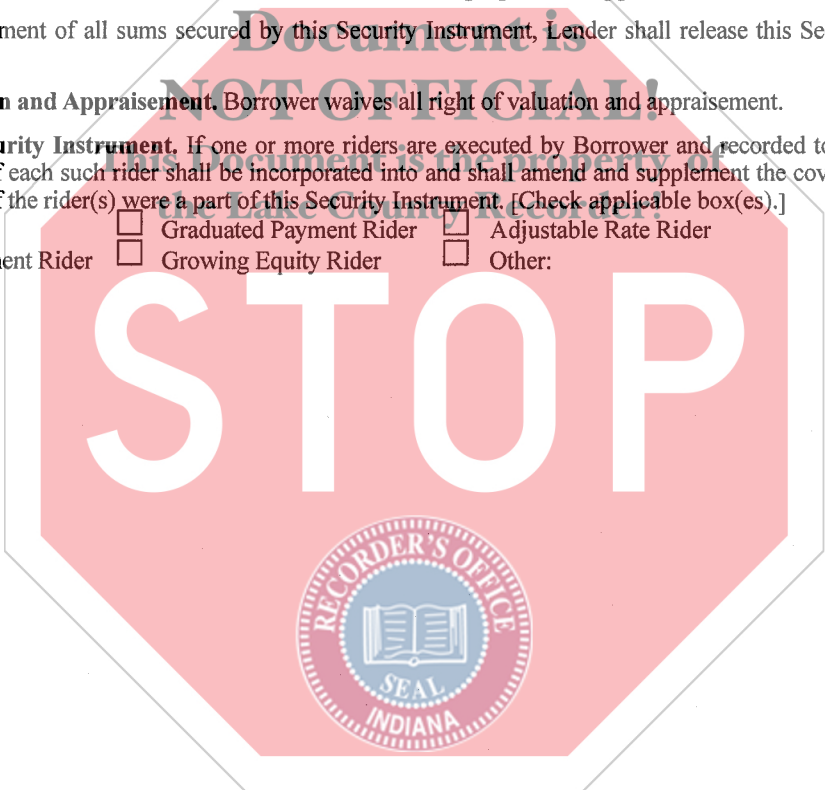 ment of all sums secured by this Security Instrument, Lender shall release this Se
Document is
NOT OFFICIAL!
n and Appraisement. Borrower waives all right of valuation and appraisement.
urity Instrument. If one or more riders are executed by Borrower and recorded to
This Document is the property of
f each such rider shall be incorporated into and shall amend and supplement the cov
f the rider(s) were a part of this Security Instrument. [Check applicable box(es).]
the Lake County Recorder!
Graduated Payment Rider Adjustable Rate Rider
ent Rider Growing Equity Rider Other:
STOP
RECORDER'S OFFICE
SEAL
INDIANA